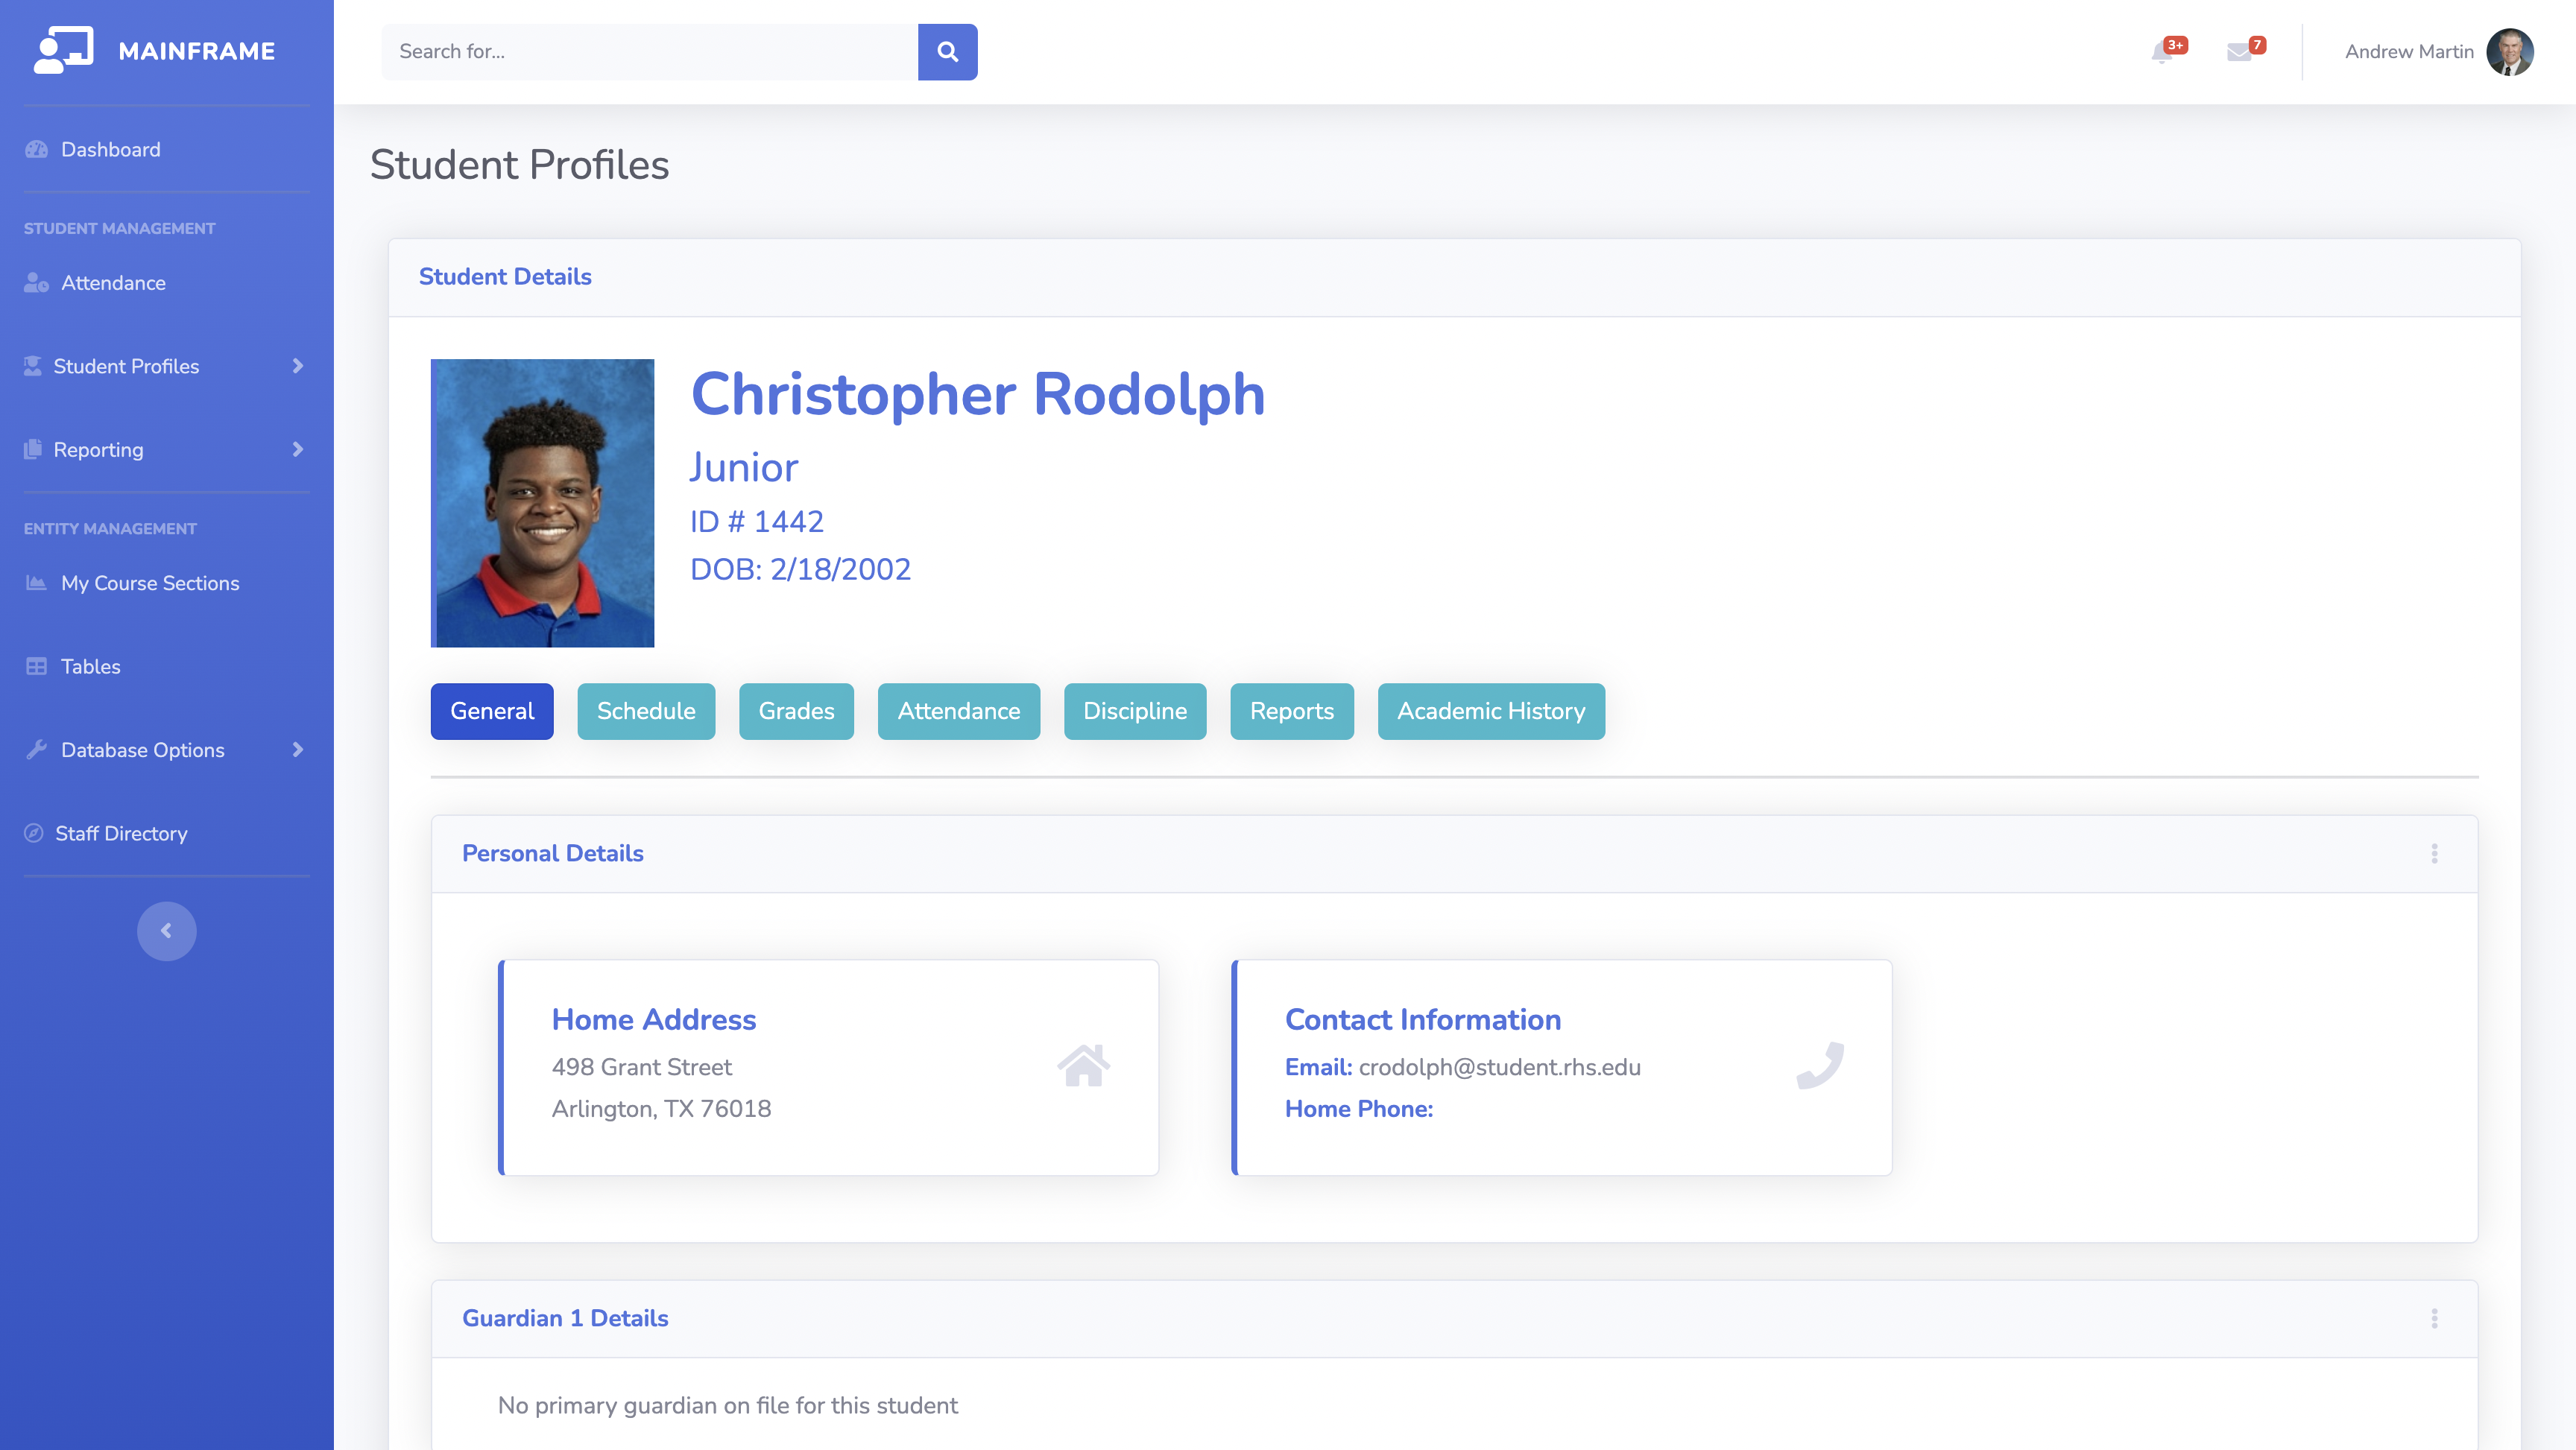 MAINFRAME
Search for...
3+
7
Andrew Martin
Dashboard
STUDENT MANAGEMENT
Attendance
Student Profiles
Reporting
ENTITY MANAGEMENT
My Course Sections
Tables
Database Options
Staff Directory
Student Profiles
Student Details
Christopher Rodolph
Junior
ID # 1442
DOB: 2/18/2002
General
Schedule
Grades
Attendance
Discipline
Reports
Academic History
Personal Details
Home Address
498 Grant Street
Arlington, TX 76018
Contact Information
Email: crodolph@student.rhs.edu
Home Phone:
Guardian 1 Details
No primary guardian on file for this student